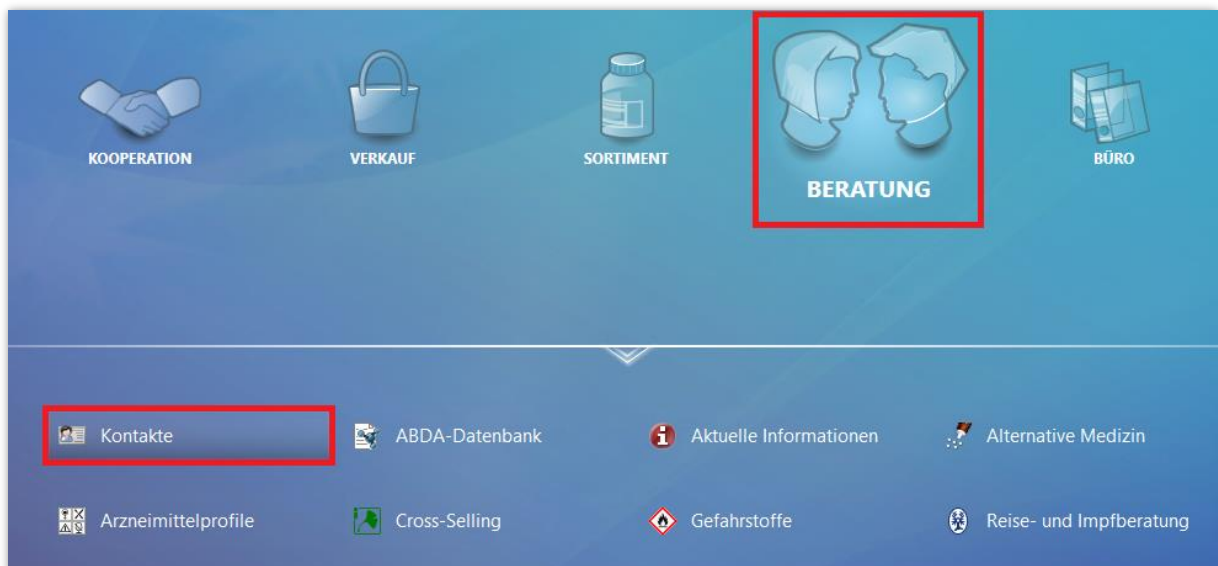 KOOPERATION
VERKAUF
SORTIMENT
BERATUNG
BÜRO
Kontakte
ABDA-Datenbank
Aktuelle Informationen
Alternative Medizin
Arzneimittelprofile
Cross-Selling
Gefahrstoffe
Reise- und Impfberatung